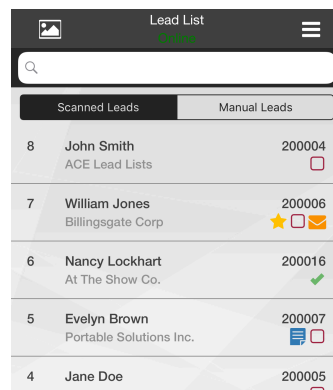 Lead List
Online
Scanned Leads Manual Leads
8 John Smith 200004
ACE Lead Lists
7 William Jones 200006
Billingsgate Corp
6 Nancy Lockhart 200016
At The Show Co.
5 Evelyn Brown 200007
Portable Solutions Inc.
4 Jane Doe 200005